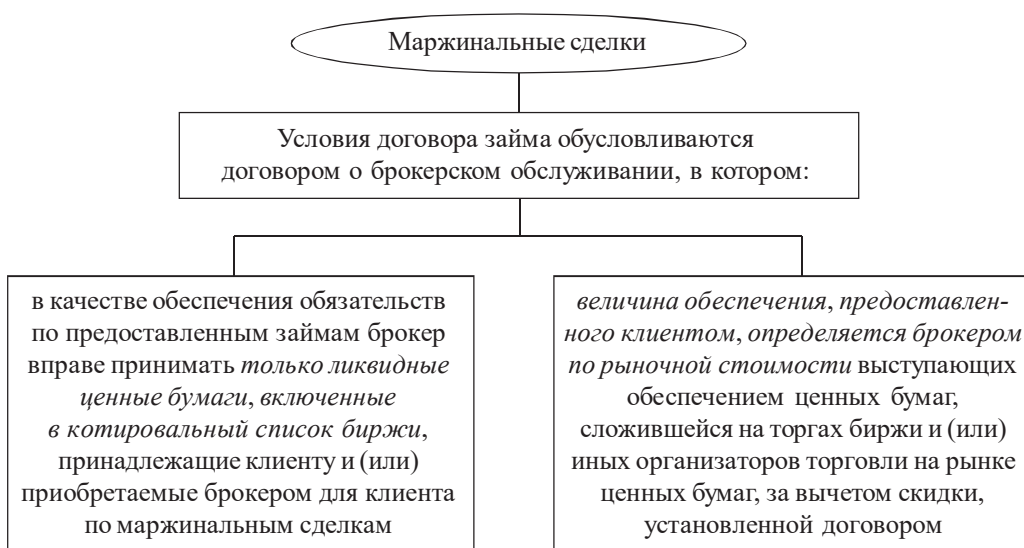 Маржинальные сделки
Условия договора займа обусловливаются
договором о брокерском обслуживании, в котором:
в качестве обеспечения обязательств
по предоставленным займам брокер
вправе принимать только ликвидные
ценные бумаги, включенные
в котировальный список биржи,
принадлежащие клиенту и (или)
приобретаемые брокером для клиента
по маржинальным сделкам
величина обеспечения, предоставлен-
ного клиентом, определяется брокером
по рыночной стоимости выступающих
обеспечением ценных бумаг,
сложившейся на торгах биржи и (или)
иных организаторов торговли на рынке
ценных бумаг, за вычетом скидки,
установленной договором